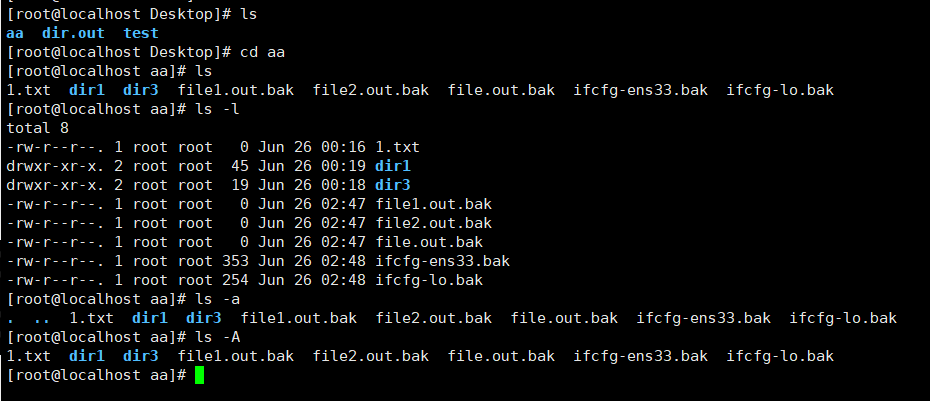 [root@localhost Desktop]# ls
aa  dir.out  test
[root@localhost Desktop]# cd aa
[root@localhost aa]# ls
1.txt  dir1  dir3  file1.out.bak  file2.out.bak  file.out.bak  ifcfg-ens33.bak  ifcfg-lo.bak
[root@localhost aa]# ls -l
total 8
-rw-r--r--. 1 root root   0 Jun 26 00:16 1.txt
drwxr-xr-x. 2 root root  45 Jun 26 00:19 dir1
drwxr-xr-x. 2 root root  19 Jun 26 00:18 dir3
-rw-r--r--. 1 root root   0 Jun 26 02:47 file1.out.bak
-rw-r--r--. 1 root root   0 Jun 26 02:47 file2.out.bak
-rw-r--r--. 1 root root   0 Jun 26 02:47 file.out.bak
-rw-r--r--. 1 root root 353 Jun 26 02:48 ifcfg-ens33.bak
-rw-r--r--. 1 root root 254 Jun 26 02:48 ifcfg-lo.bak
[root@localhost aa]# ls -a
.  ..  1.txt  dir1  dir3  file1.out.bak  file2.out.bak  file.out.bak  ifcfg-ens33.bak  ifcfg-lo.bak
[root@localhost aa]# ls -A
1.txt  dir1  dir3  file1.out.bak  file2.out.bak  file.out.bak  ifcfg-ens33.bak  ifcfg-lo.bak
[root@localhost aa]#